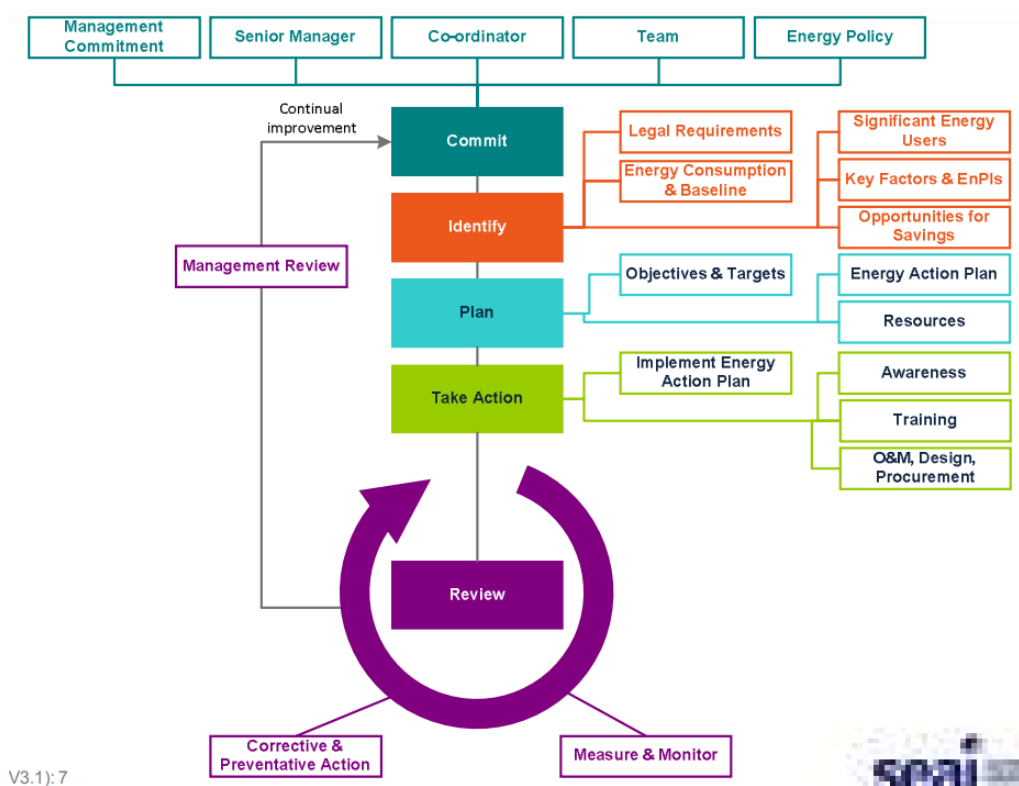 Management
Commitment
Senior Manager
Co-ordinator
Team
Energy Policy
Continual
improvement
Commit
Legal Requirements
Significant Energy
Users
Energy Consumption
& Baseline
Key Factors & EnPIs
Identify
Opportunities for
Savings
Management Review
Objectives & Targets
Energy Action Plan
Plan
Resources
Implement Energy
Action Plan
Awareness
Take Action
Training
O&M, Design,
Procurement
Review
Corrective &
Preventative Action
Measure & Monitor
V3.1): 7